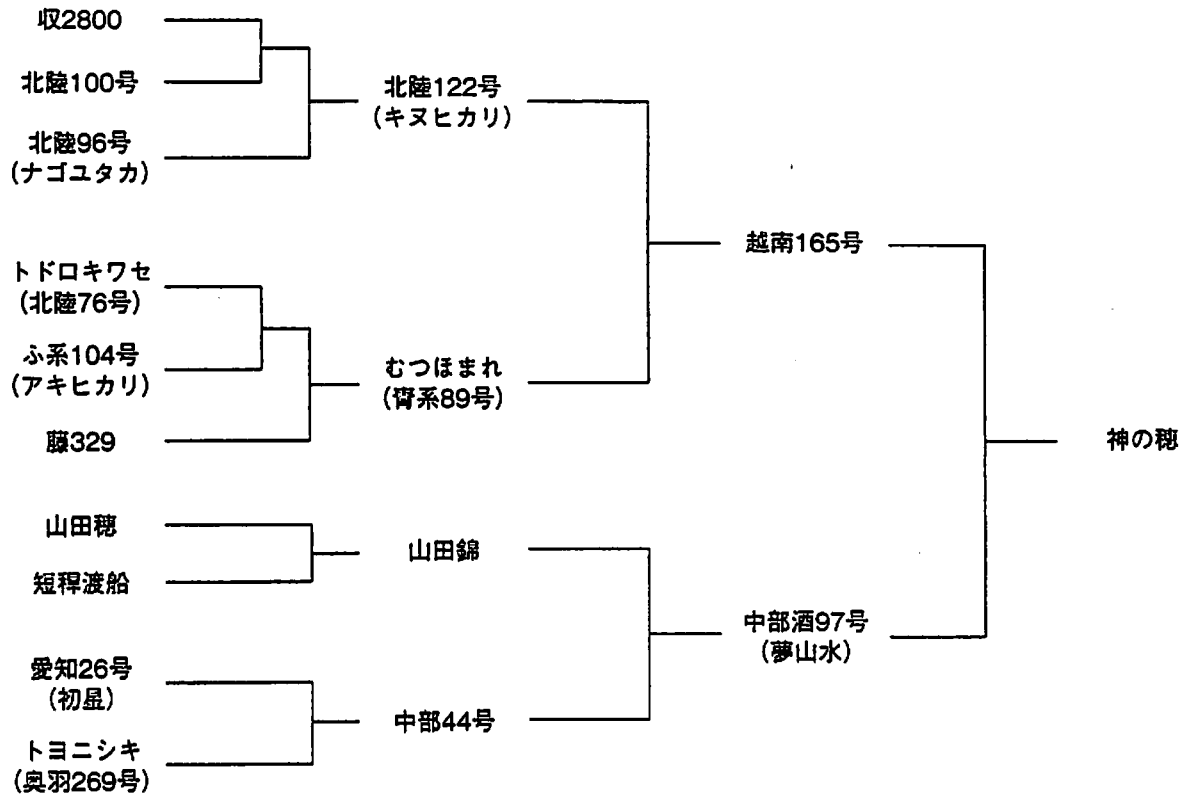 収2800
北陸100号
北陸96号
(ナゴユタカ)
北陸122号
(キヌヒカリ)
トドロキワセ
(北陸76号)
ふ系104号
(アキヒカリ)
藤329
むつほまれ
(青系89号)
越南165号
山田穂
短稈渡船
山田錦
愛知26号
(初星)
トヨニシキ
(奥羽269号)
中部44号
中部酒97号
(夢山水)
神の穂